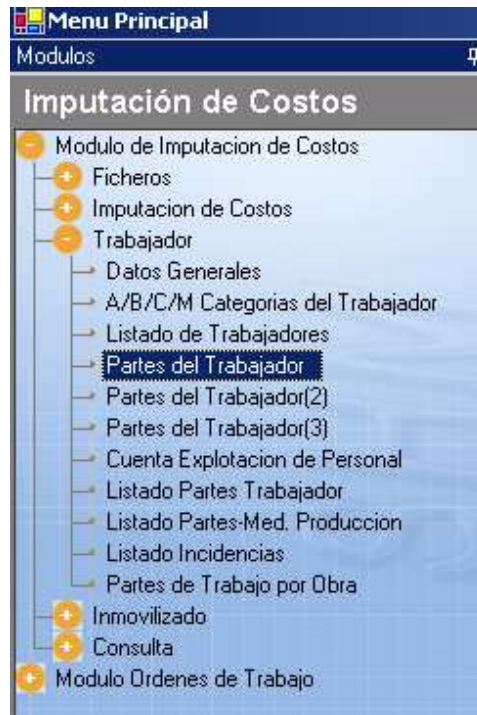 Menu Principal
Modulos
Imputación de Costos
Modulo de Imputacion de Costos
Ficheros
Imputacion de Costos
Trabajador
Datos Generales
A/B/C/M Categorias del Trabajador
Listado de Trabajadores
Partes del Trabajador
Partes del Trabajador(2)
Partes del Trabajador(3)
Cuenta Explotacion de Personal
Listado Partes Trabajador
Listado Partes-Med. Produccion
Listado Incidencias
Partes de Trabajo por Obra
Inmovilizado
Consulta
Modulo Ordenes de Trabajo